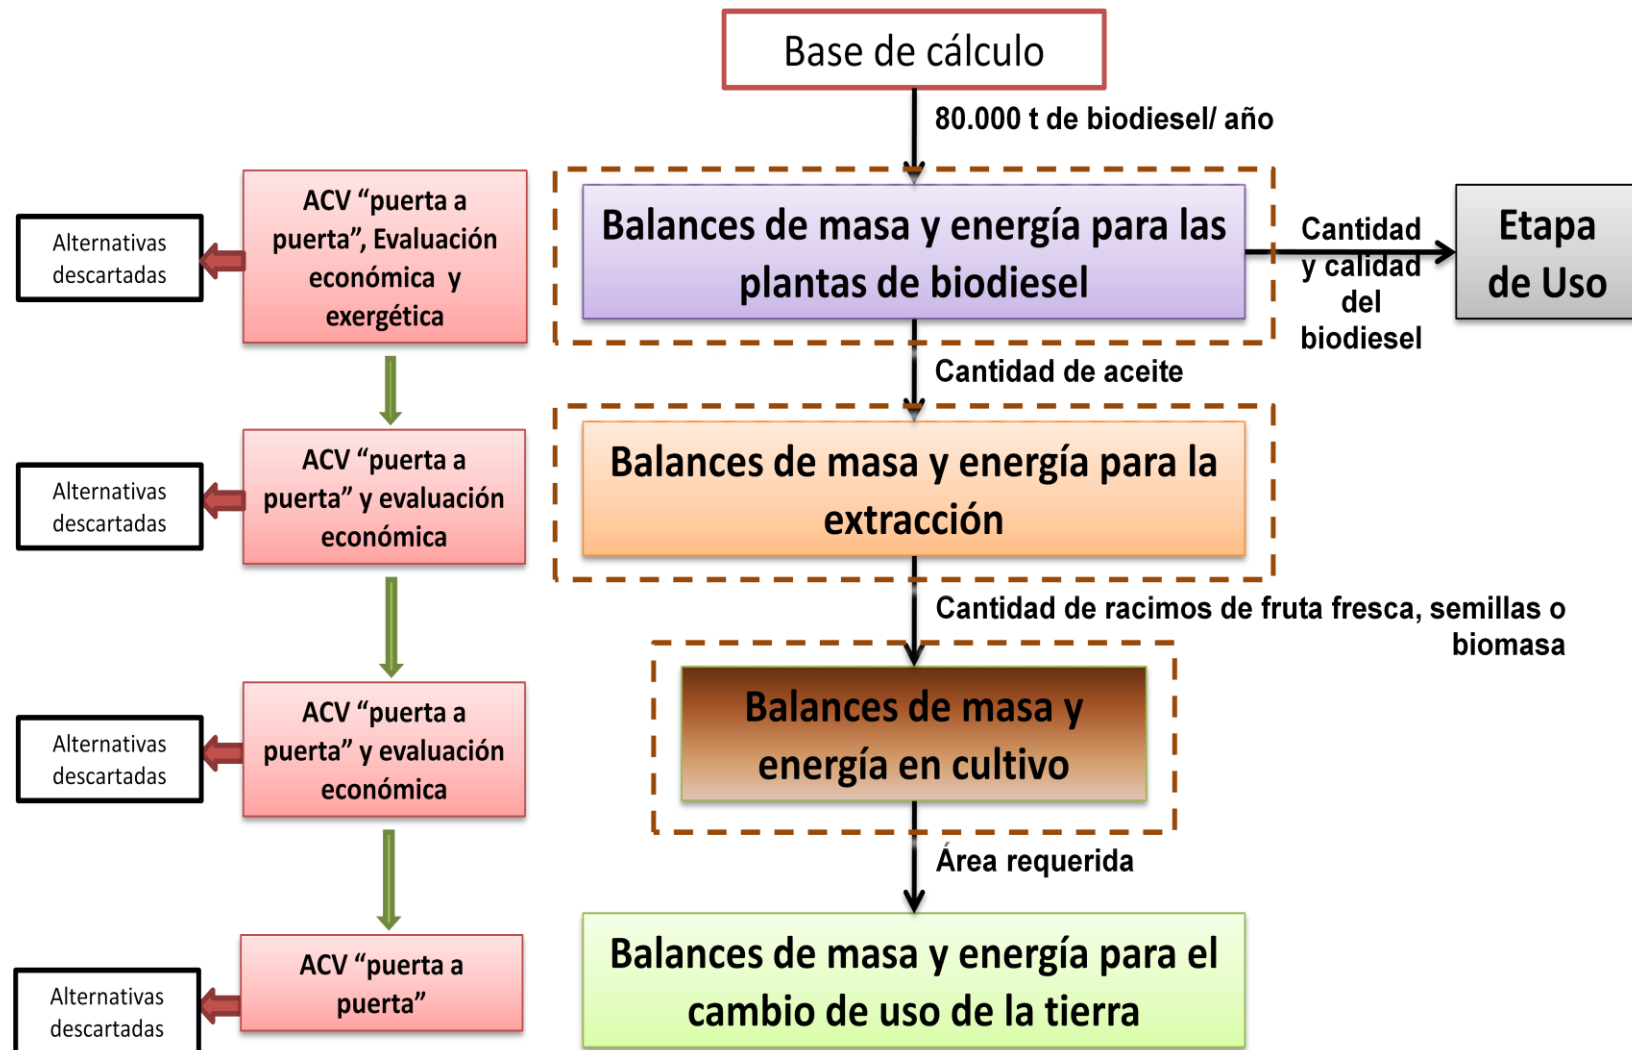 Base de cálculo
80.000 t de biodiesel/ año
ACV “puerta a
puerta”, Evaluación
económica y
exergética
Alternativas
descartadas
Balances de masa y energía para las
plantas de biodiesel
Cantidad
y calidad
del
biodiesel
Etapa
de Uso
Cantidad de aceite
ACV “puerta a
puerta” y evaluación
económica
Alternativas
descartadas
Balances de masa y energía para la
extracción
Cantidad de racimos de fruta fresca, semillas o
biomasa
ACV “puerta a
puerta” y evaluación
económica
Alternativas
descartadas
Balances de masa y
energía en cultivo
Área requerida
ACV “puerta a
puerta”
Alternativas
descartadas
Balances de masa y energía para el
cambio de uso de la tierra